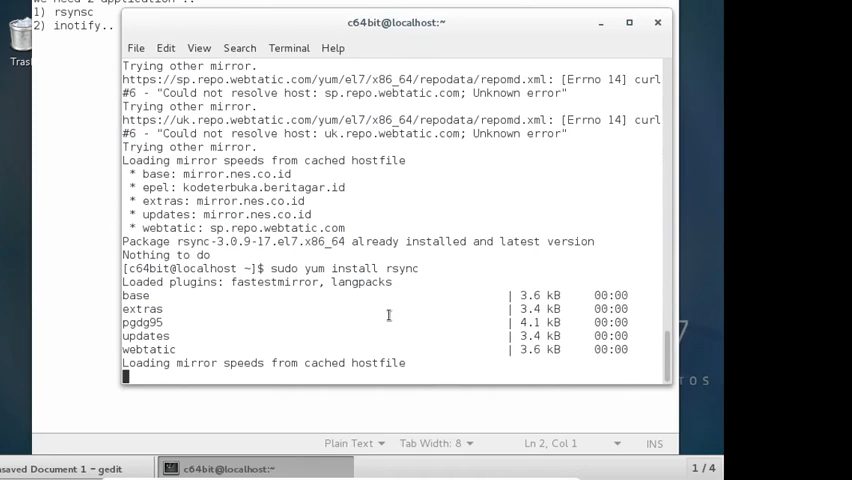 we need 2 application ..
1) rsynsc
2) inotify..
c64bit@localhost:~
File Edit View Search Terminal Help
Trying other mirror.
https://sp.repo.webtatic.com/yum/el7/x86_64/repodata/repomd.xml: [Errno 14] curl
#6 - "Could not resolve host: sp.repo.webtatic.com; Unknown error"
Trying other mirror.
https://uk.repo.webtatic.com/yum/el7/x86_64/repodata/repomd.xml: [Errno 14] curl
#6 - "Could not resolve host: uk.repo.webtatic.com; Unknown error"
Trying other mirror.
Loading mirror speeds from cached hostfile
* base: mirror.nes.co.id
* epel: kodeterbuka.beritagar.id
* extras: mirror.nes.co.id
* updates: mirror.nes.co.id
* webtatic: sp.repo.webtatic.com
Package rsync-3.0.9-17.el7.x86_64 already installed and latest version
Nothing to do
[c64bit@localhost ~]$ sudo yum install rsync
Loaded plugins: fastestmirror, langpacks
base | 3.6 kB 00:00
extras | 3.4 kB 00:00
pgdg95 | 4.1 kB 00:00
updates | 3.4 kB 00:00
webtatic | 3.6 kB 00:00
Loading mirror speeds from cached hostfile
Tras
7
TOS
Plain Text Tab Width: 8 Ln 2, Col 1 INS
nsaved Document 1 - gedit
c64bit@localhost:~
1 / 4